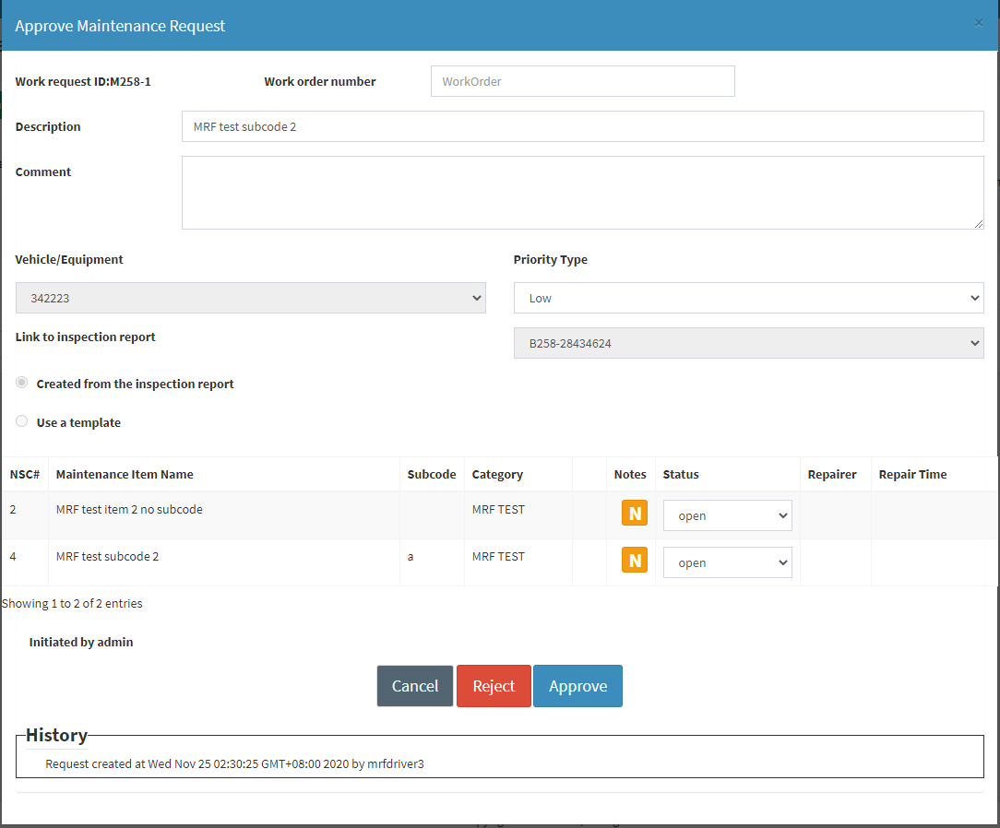 Approve Maintenance Request ×
Work request ID:M258-1 Work order number WorkOrder
Description MRF test subcode 2
Comment
Vehicle/Equipment Priority Type
342223 Low
Link to inspection report B258-28434624
Created from the inspection report
Use a template
NSC# Maintenance Item Name Subcode Category Notes Status Repairer Repair Time
2 MRF test item 2 no subcode MRF TEST N open
4 MRF test subcode 2 a MRF TEST N open
Showing 1 to 2 of 2 entries
Initiated by admin
Cancel Reject Approve
History
Request created at Wed Nov 25 02:30:25 GMT+08:00 2020 by mrfdriver3